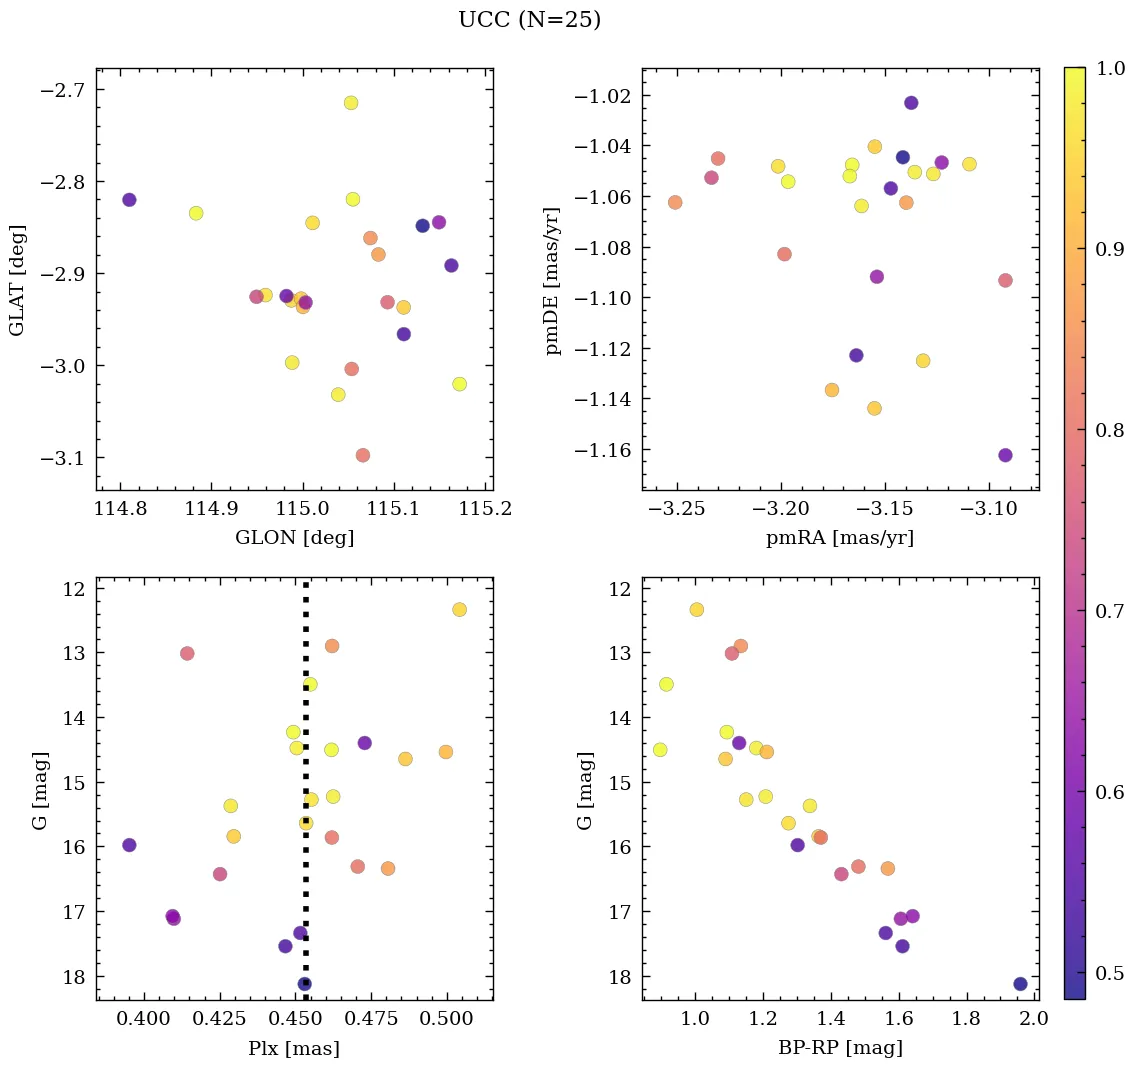 UCC (N=25)
−2.7
−2.8
−2.9
−3.0
−3.1
GLAT [deg]
114.8 114.9 115.0 115.1 115.2
GLON [deg]
−1.02
−1.04
−1.06
−1.08
−1.10
−1.12
−1.14
−1.16
pmDE [mas/yr]
−3.25 −3.20 −3.15 −3.10
pmRA [mas/yr]
12
13
14
15
16
17
18
G [mag]
0.400 0.425 0.450 0.475 0.500
Plx [mas]
12
13
14
15
16
17
18
G [mag]
1.0 1.2 1.4 1.6 1.8 2.0
BP-RP [mag]
1.0
0.9
0.8
0.7
0.6
0.5